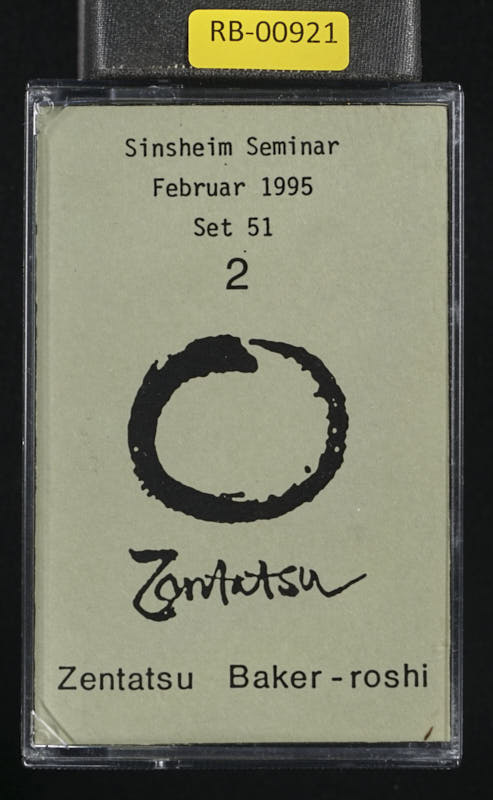 RB-00921
Sinsheim Seminar
Februar 1995
Set 51
2
Zentatsu
Zentatsu Baker-roshi